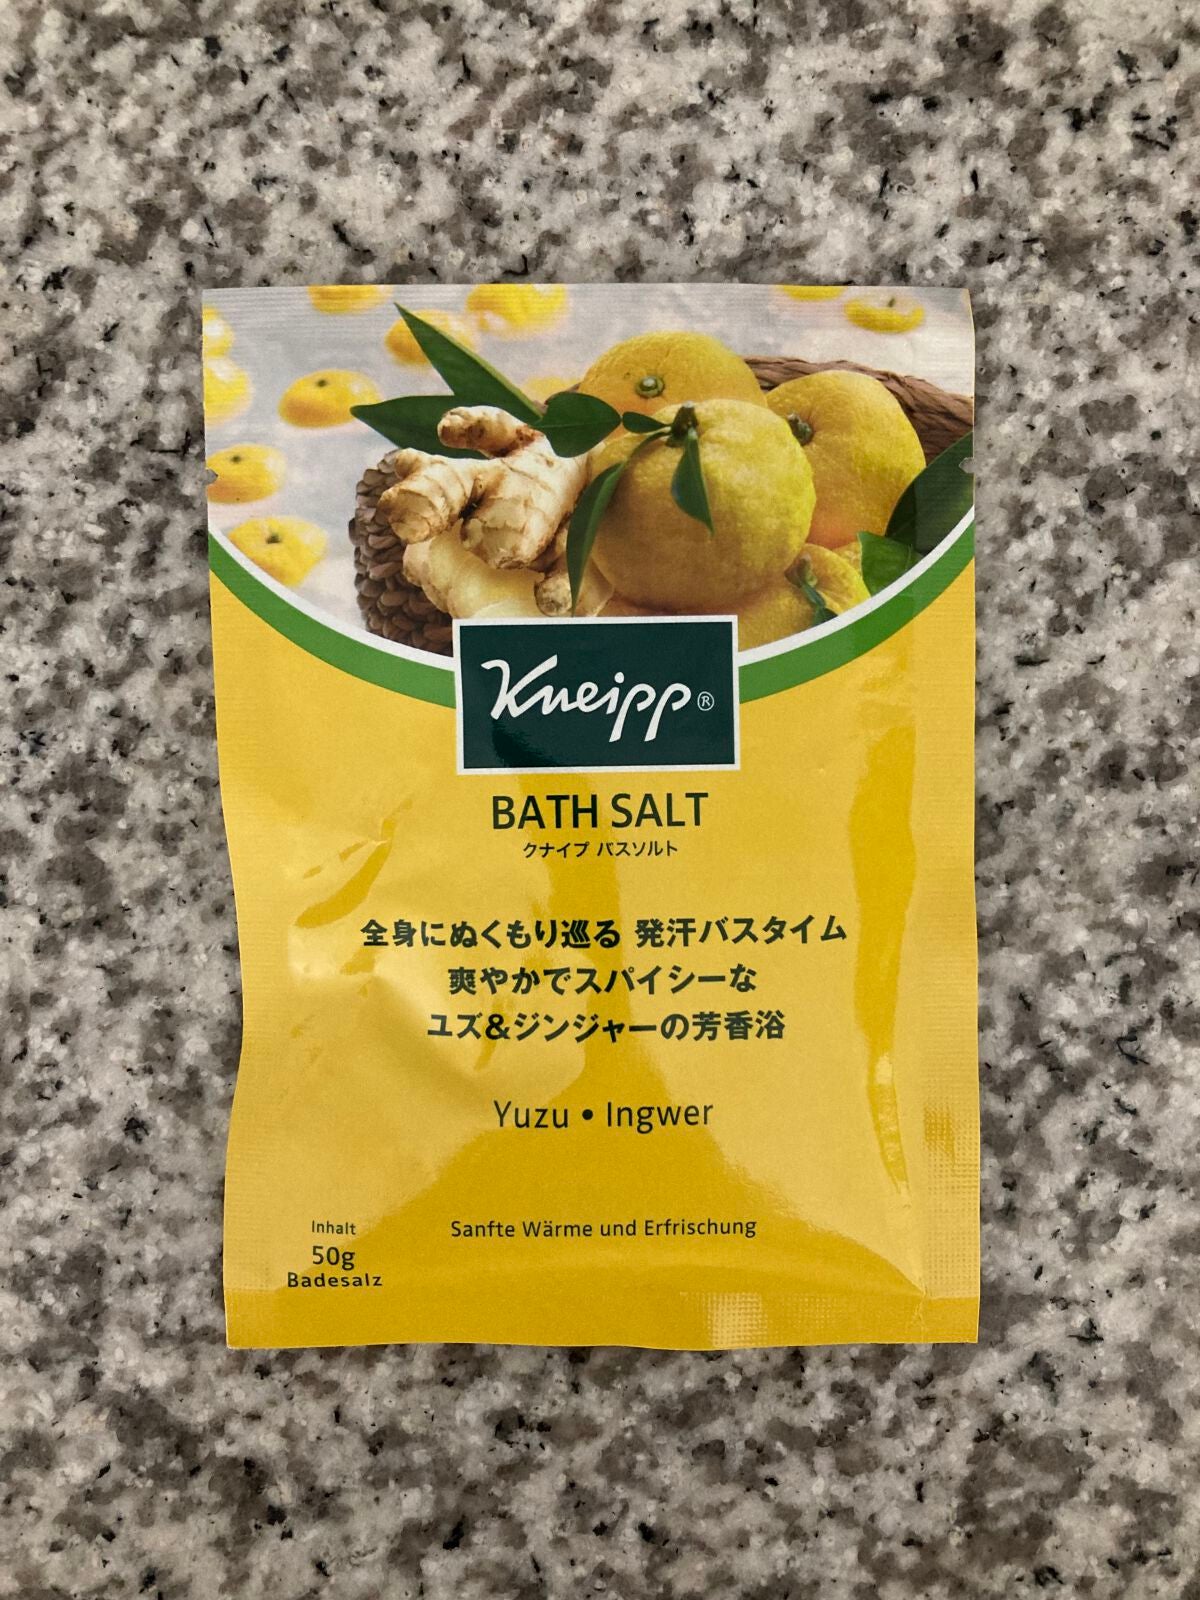 Kneipp®
BATH SALT
クナイプ バスソルト
全身にぬくもり巡る 発汗バスタイム
爽やかでスパイシーな
ユズ&ジンジャーの芳香浴
Yuzu • Ingwer
Sanfte Wärme und Erfrischung
Inhalt
50g
Badesalz